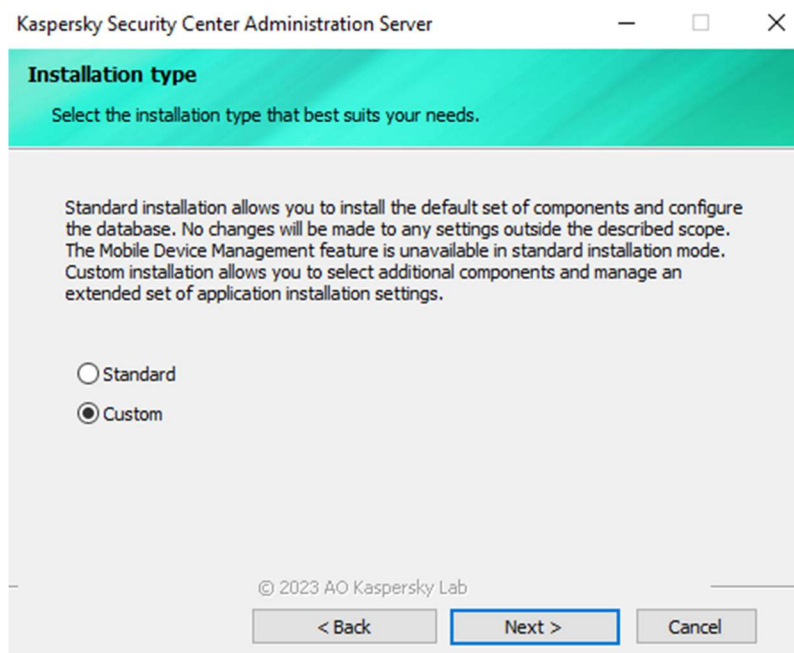 Kaspersky Security Center Administration Server
Installation type
Select the installation type that best suits your needs.
Standard installation allows you to install the default set of components and configure
the database. No changes will be made to any settings outside the described scope.
The Mobile Device Management feature is unavailable in standard installation mode.
Custom installation allows you to select additional components and manage an
extended set of application installation settings.
Standard
Custom
© 2023 AO Kaspersky Lab
< Back Next > Cancel